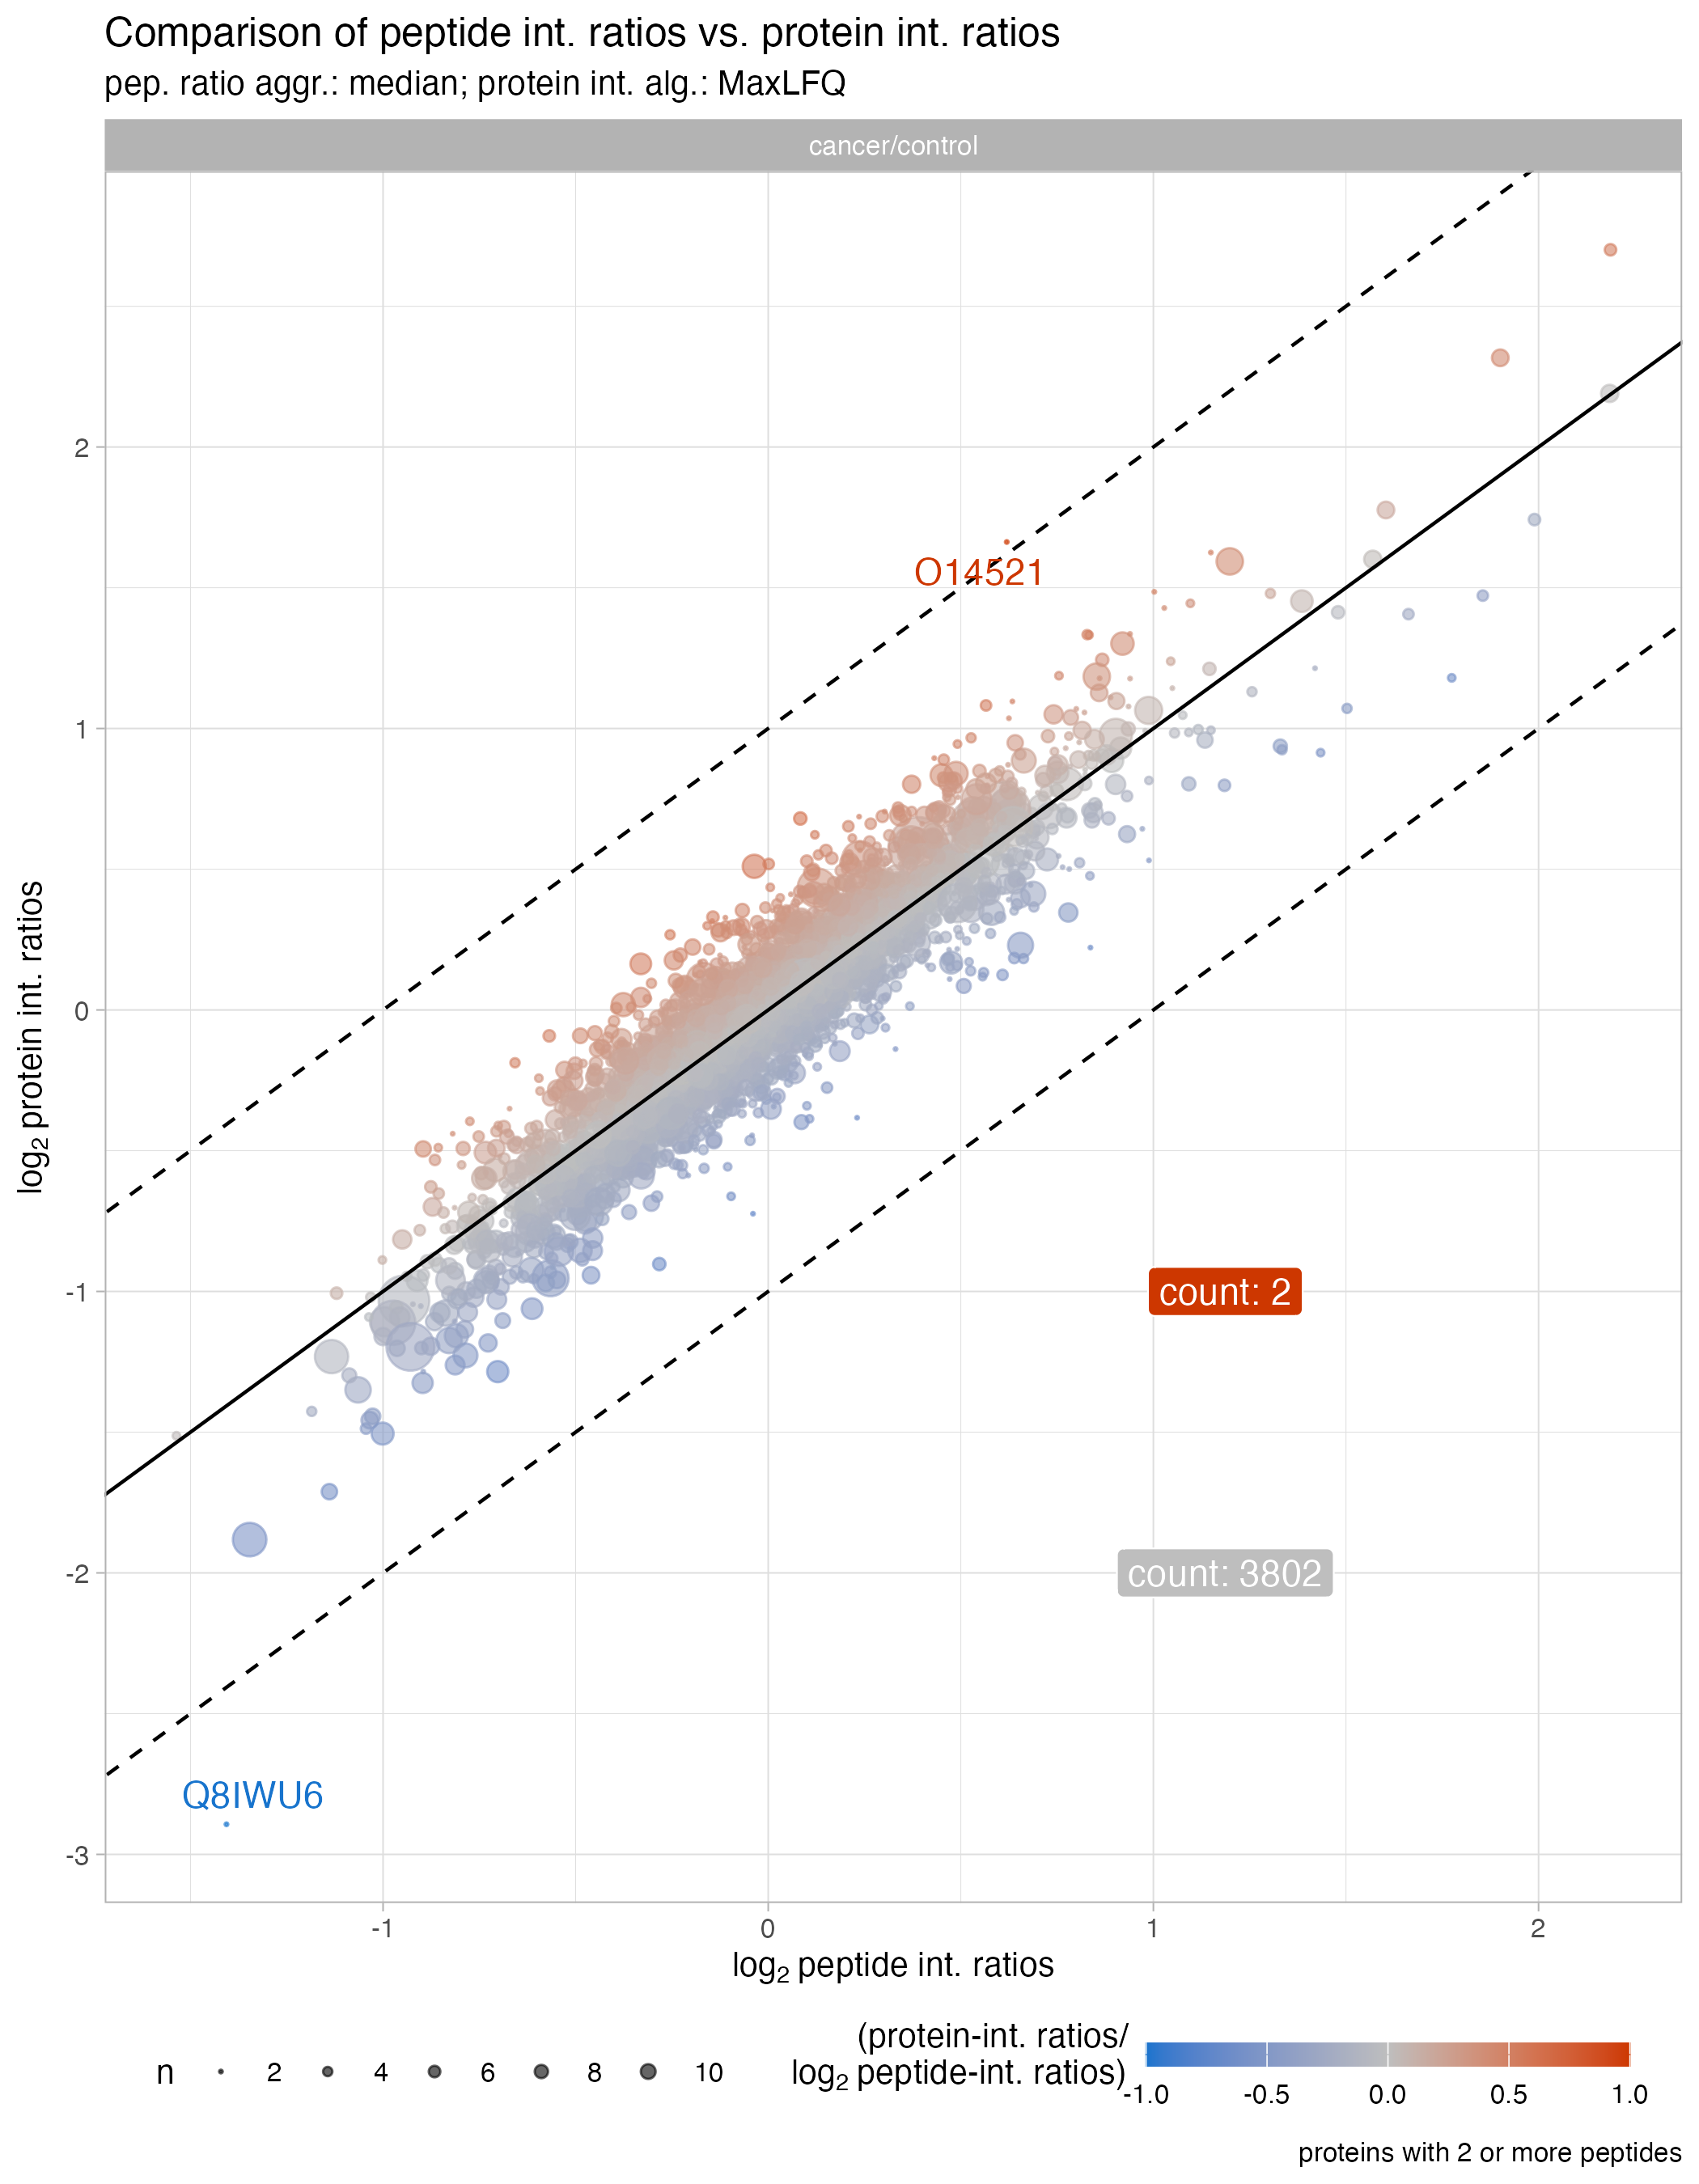 Comparison of peptide int. ratios vs. protein int. ratios
pep. ratio aggr.: median; protein int. alg.: MaxLFQ
cancer/control
2
1
0
-1
-2
-3
log₂ protein int. ratios
O14521
count: 2
count: 3802
Q8IWU6
-1 0 1 2
log₂ peptide int. ratios
n 2 4 6 8 10
(protein-int. ratios/
log₂ peptide-int. ratios)
-1.0 -0.5 0.0 0.5 1.0
proteins with 2 or more peptides